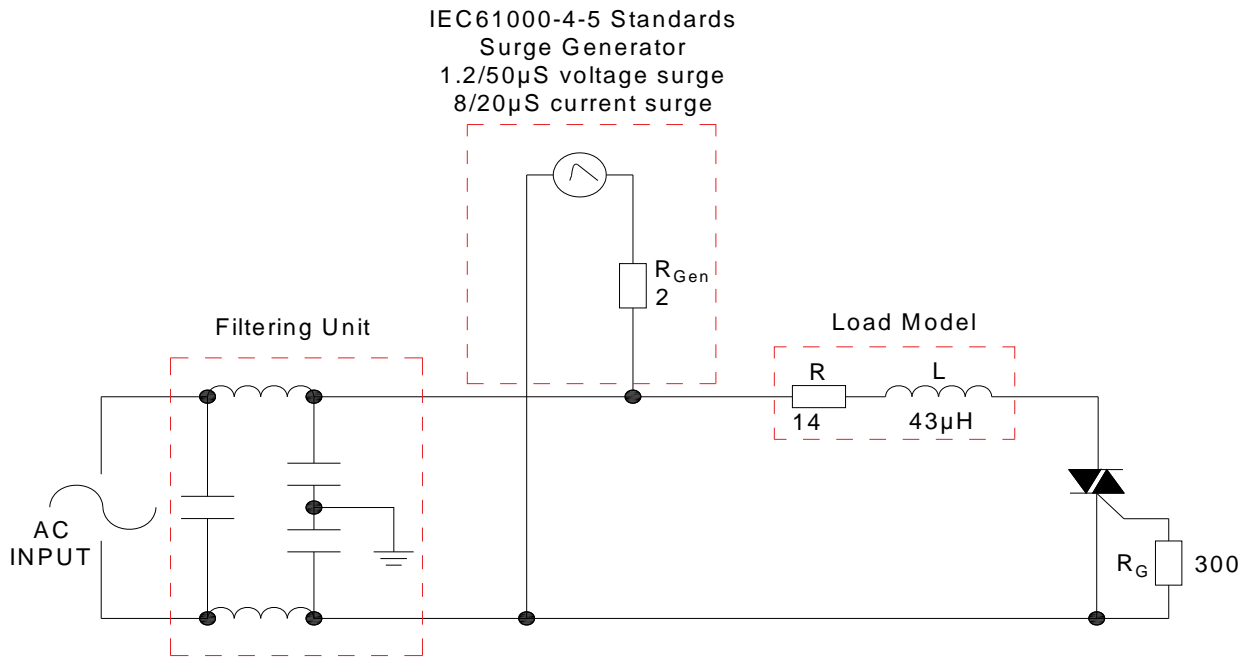 IEC61000-4-5 Standards
Surge Generator
1.2/50µS voltage surge
8/20µS current surge
RGen
2
Filtering Unit
Load Model
R
L
14
43µH
AC
INPUT
RG
300